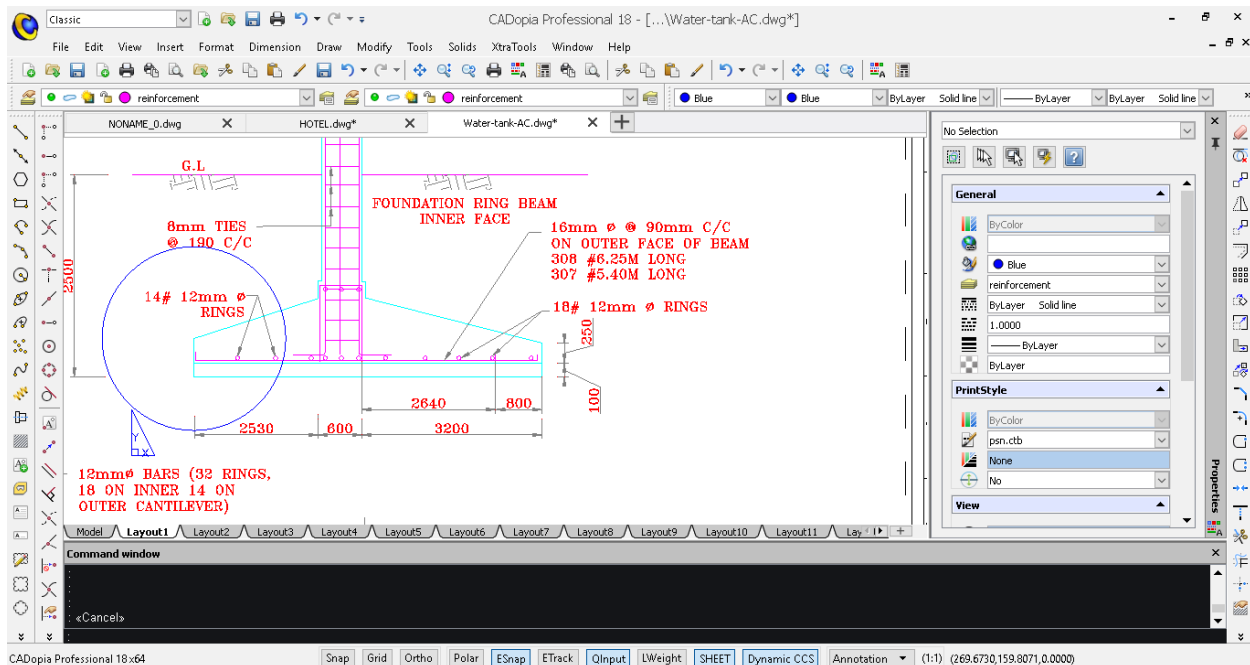 Classic
CADopia Professional 18 - [...\Water-tank-AC.dwg*]
File Edit View Insert Format Dimension Draw Modify Tools Solids XtraTools Window Help
reinforcement
reinforcement
Blue
Blue
ByLayer Solid line
ByLayer
ByLayer Solid line
NONAME_0.dwg
HOTEL.dwg*
Water-tank-AC.dwg*
G.L
FOUNDATION RING BEAM
INNER FACE
8mm TIES
@ 190 C/C
16mm ø @ 90mm C/C
ON OUTER FACE OF BEAM
308 #6.25M LONG
307 #5.40M LONG
2500
14# 12mm ø
RINGS
18# 12mm ø RINGS
250
100
2640
800
2530
600
3200
Y
X
12mmø BARS (32 RINGS,
18 ON INNER 14 ON
OUTER CANTILEVER)
Model Layout1 Layout2 Layout3 Layout4 Layout5 Layout6 Layout7 Layout8 Layout9 Layout10 Layout11 Lay
No Selection
General
ByColor
Blue
reinforcement
ByLayer Solid line
1.0000
ByLayer
ByLayer
PrintStyle
ByColor
psn.ctb
None
No
View
Properties
Command window
:
:
: «Cancel»
:
CADopia Professional 18 x64
Snap Grid Ortho Polar ESnap ETrack QInput LWeight SHEET Dynamic CCS Annotation (1:1) (269.6730,159.8071,0.0000)